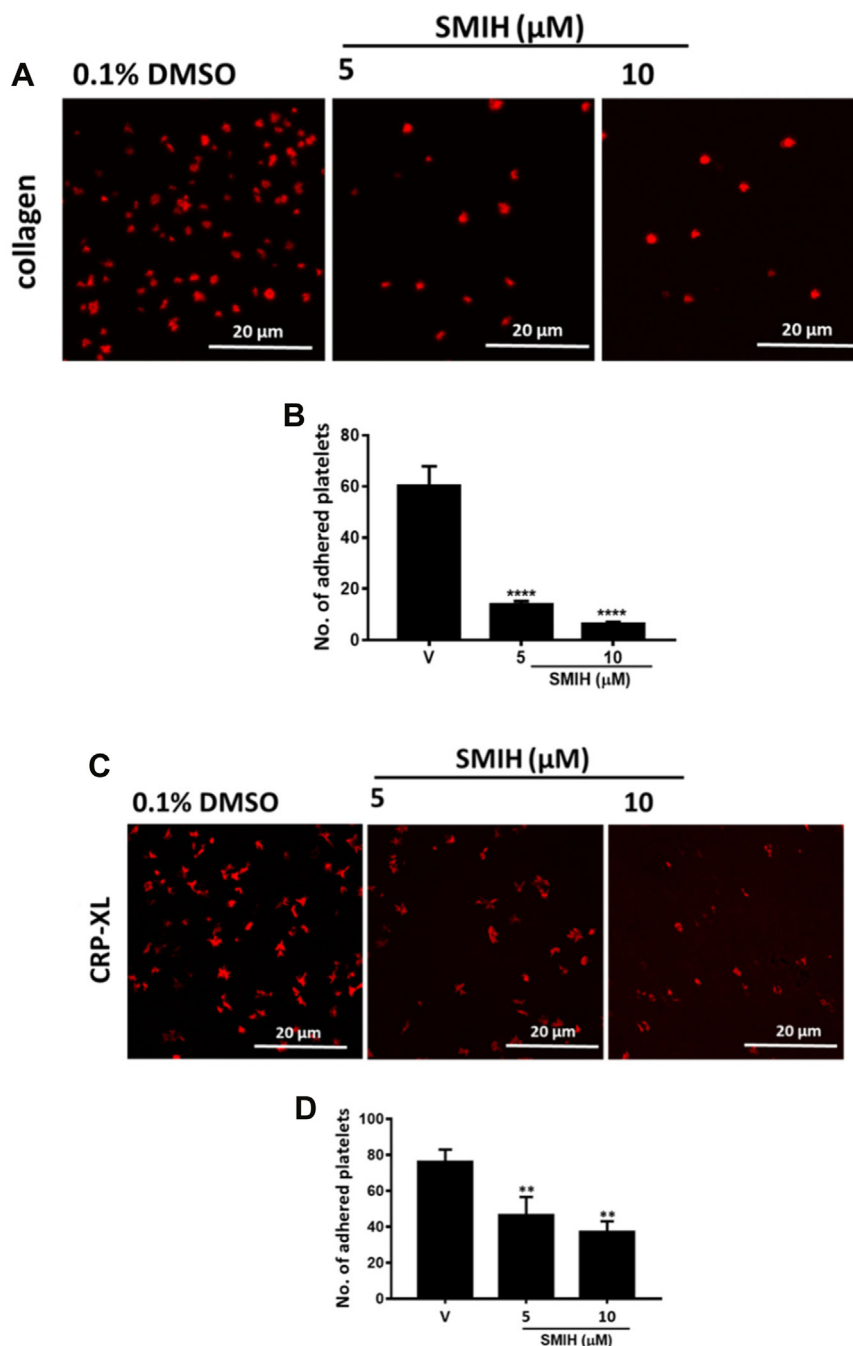 SMIH (μM)
A
0.1% DMSO
5
10
collagen
20 μm
20 μm
20 μm
B
No. of adhered platelets
80
60
40
20
0
****
****
V
5
10
SMIH (μM)
C
SMIH (μM)
0.1% DMSO
5
10
CRP-XL
20 μm
20 μm
20 μm
D
No. of adhered platelets
100
80
60
40
20
0
**
**
V
5
10
SMIH (μM)